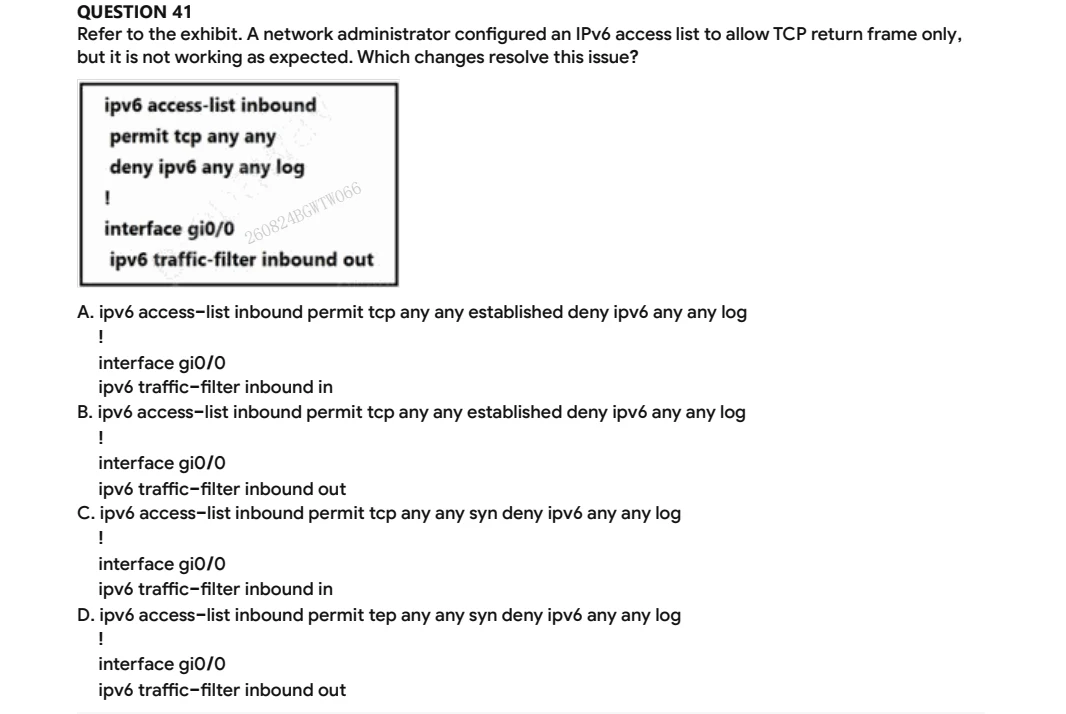 QUESTION 41
Refer to the exhibit. A network administrator configured an IPv6 access list to allow TCP return frame only,
but it is not working as expected. Which changes resolve this issue?
ipv6 access-list inbound
permit tcp any any
deny ipv6 any any log
!
interface gi0/0
260824BGWTW066
ipv6 traffic-filter inbound out
A. ipv6 access-list inbound permit tcp any any established deny ipv6 any any log
!
interface gi0/0
ipv6 traffic-filter inbound in
B. ipv6 access-list inbound permit tcp any any established deny ipv6 any any log
!
interface gi0/0
ipv6 traffic-filter inbound out
C. ipv6 access-list inbound permit tcp any any syn deny ipv6 any any log
!
interface gi0/0
ipv6 traffic-filter inbound in
D. ipv6 access-list inbound permit tep any any syn deny ipv6 any any log
!
interface gi0/0
ipv6 traffic-filter inbound out